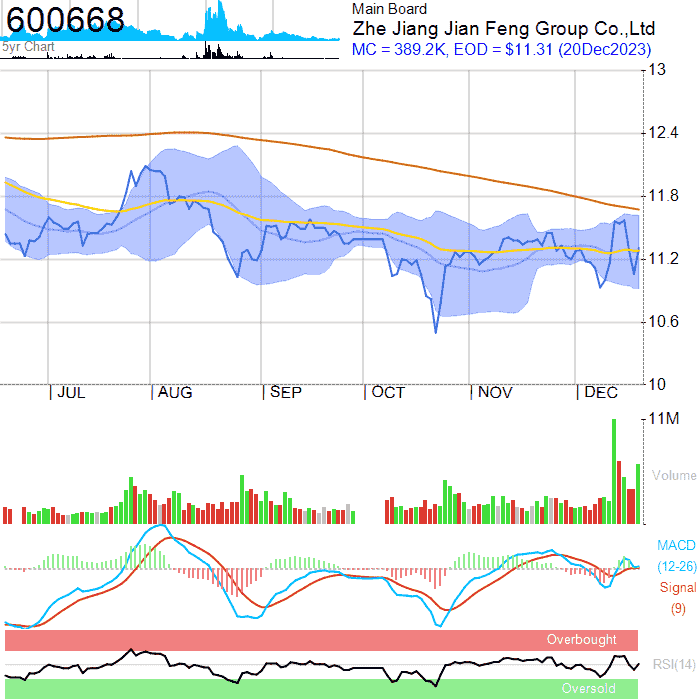 600668
5yr Chart
Main Board
Zhe Jiang Jian Feng Group Co.,Ltd
MC = 389.2K, EOD = $11.31 (20Dec2023)
13
12.4
11.8
11.2
10.6
10
JUL AUG SEP OCT NOV DEC
11M
Volume
MACD
(12-26)
Signal
(9)
Overbought
RSI(14)
Oversold